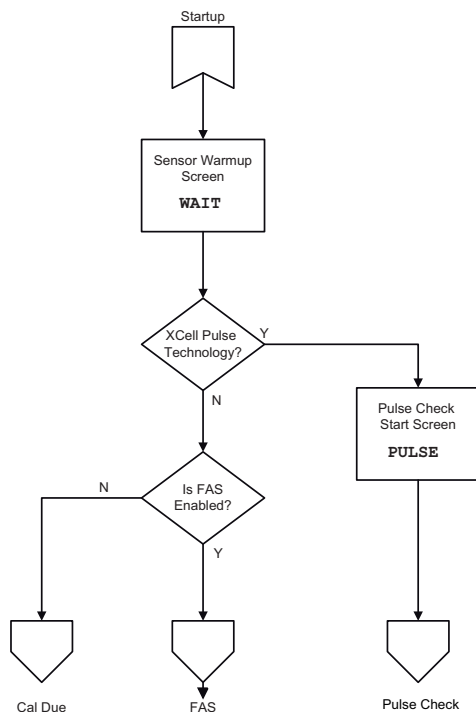 Startup
Sensor Warmup
Screen
WAIT
XCell Pulse
Technology?
Y
N
Pulse Check
Start Screen
PULSE
Is FAS
Enabled?
N
Y
Cal Due
FAS
Pulse Check